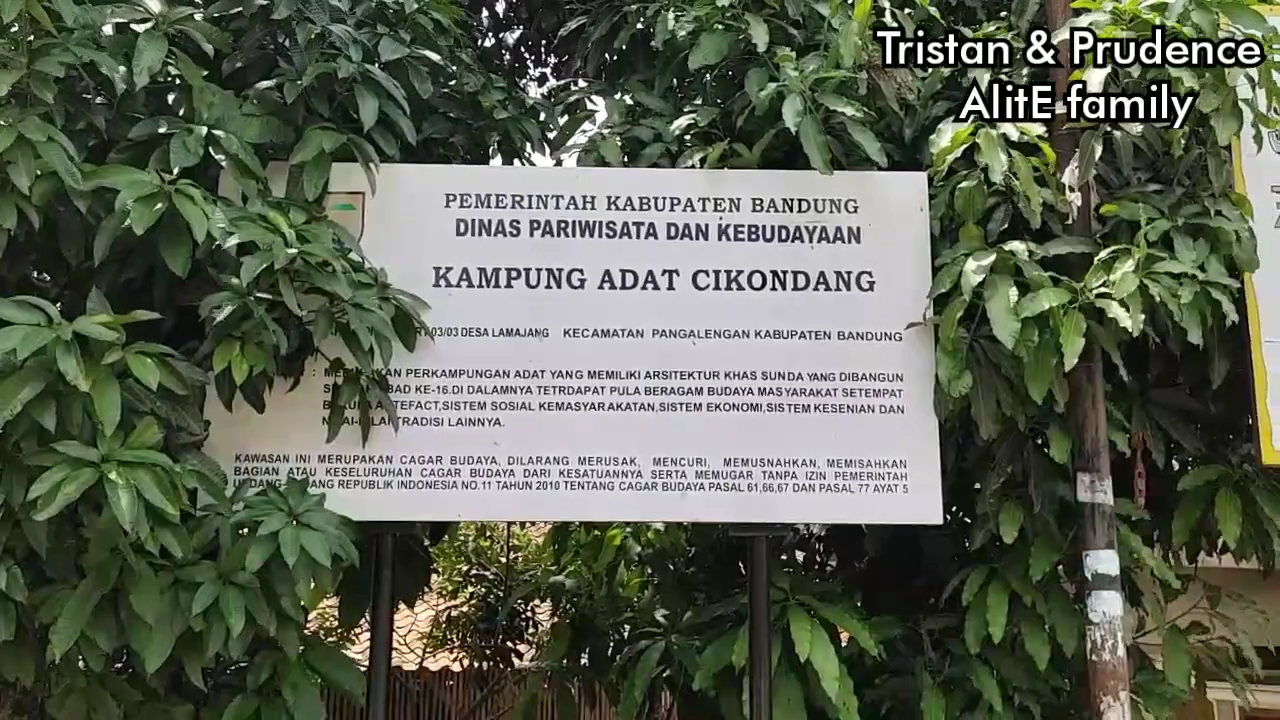 Tristan & Prudence
AlitE family
PEMERINTAH KABUPATEN BANDUNG
DINAS PARIWISATA DAN KEBUDAYAAN
KAMPUNG ADAT CIKONDANG
03/03 DESA LAMAJANG KECAMATAN PANGALENGAN KABUPATEN BANDUNG
: PERKAMPUNGAN ADAT YANG MEMILIKI ARSITEKTUR KHAS SUNDA YANG DIBANGUN
KE-16.DI DALAMNYA TETRDAPAT PULA BERAGAM BUDAYA MASYARAKAT SETEMPAT
SISTEM SOSIAL KEMASYARAKATAN,SISTEM EKONOMI,SISTEM KESENIAN DAN
TRADISI LAINNYA.
KAWASAN INI MERUPAKAN CAGAR BUDAYA, DILARANG MERUSAK, MENCURI, MEMUSNAHKAN, MEMISAHKAN
BAGIAN ATAU KESELURUHAN CAGAR BUDAYA DARI KESATUANNYA SERTA MEMUGAR TANPA IZIN PEMERINTAH
UNDANG-UNDANG REPUBLIK INDONESIA NO.11 TAHUN 2010 TENTANG CAGAR BUDAYA PASAL 61,66,67 DAN PASAL 77 AYAT 5